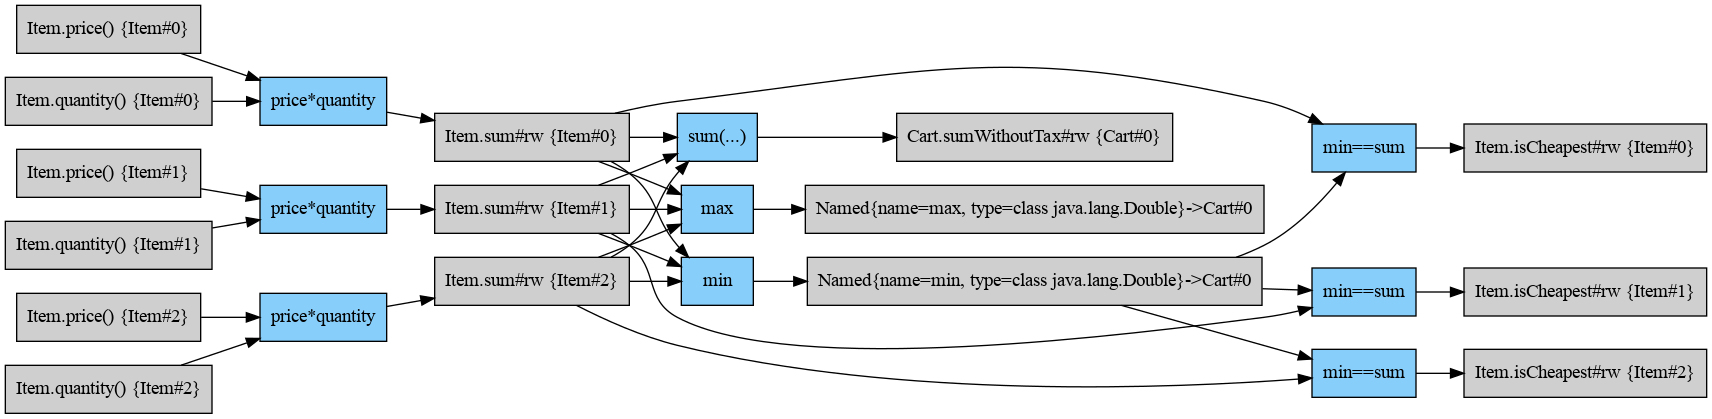 Item.price() {Item#0}
Item.quantity() {Item#0}
price*quantity
Item.price() {Item#1}
Item.quantity() {Item#1}
price*quantity
Item.price() {Item#2}
Item.quantity() {Item#2}
price*quantity
Item.sum#rw {Item#0}
Item.sum#rw {Item#1}
Item.sum#rw {Item#2}
sum(...)
max
min
Cart.sumWithoutTax#rw {Cart#0}
Named{name=max, type=class java.lang.Double}->Cart#0
Named{name=min, type=class java.lang.Double}->Cart#0
min==sum
min==sum
min==sum
Item.isCheapest#rw {Item#0}
Item.isCheapest#rw {Item#1}
Item.isCheapest#rw {Item#2}